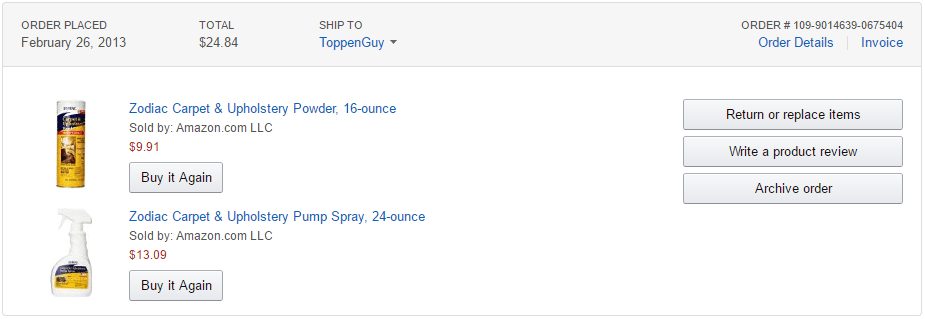 ORDER PLACED
February 26, 2013
TOTAL
$24.84
SHIP TO
ToppenGuy
ORDER # 109-9014639-0675404
Order Details
Invoice
Zodiac Carpet & Upholstery Powder, 16-ounce
Sold by: Amazon.com LLC
$9.91
Buy it Again
Zodiac Carpet & Upholstery Pump Spray, 24-ounce
Sold by: Amazon.com LLC
$13.09
Buy it Again
Return or replace items
Write a product review
Archive order